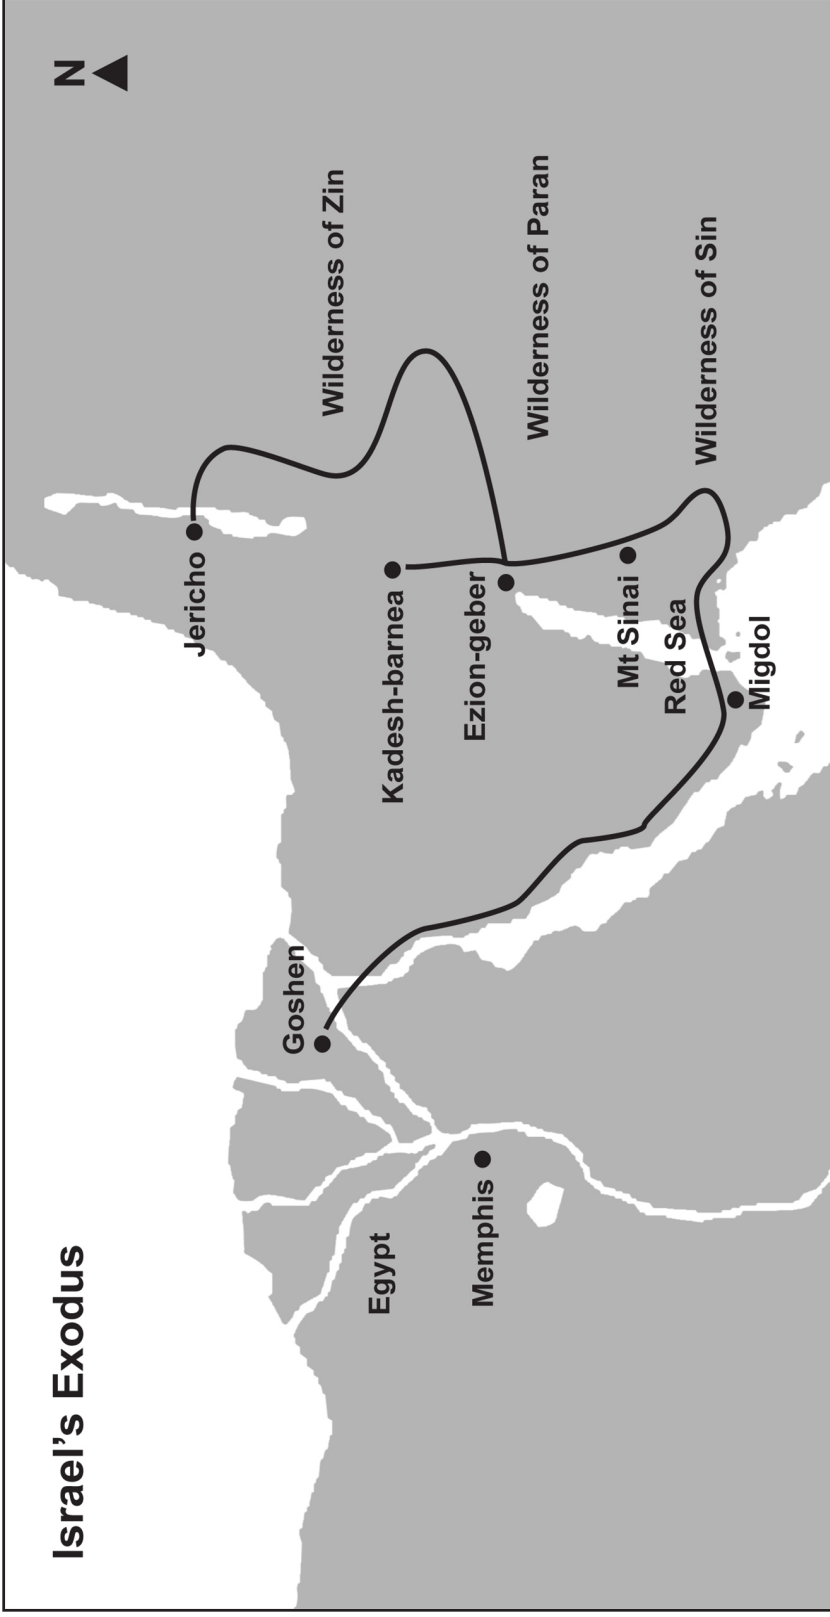 Israel’s Exodus
N
Jericho
Goshen
Wilderness of Zin
Egypt
Kadesh-barnea
Memphis
Ezion-geber
Wilderness of Paran
Mt Sinai
Red Sea
Wilderness of Sin
Migdol